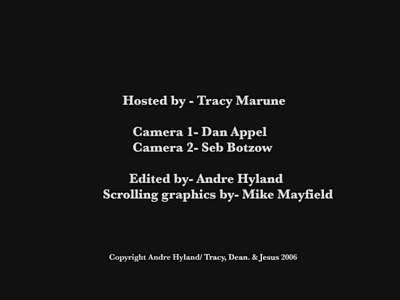 Hosted by - Tracy Marune
Camera 1- Dan Appel
Camera 2- Seb Botzow
Edited by- Andre Hyland
Scrolling graphics by- Mike Mayfield
Copyright Andre Hyland/ Tracy, Dean. & Jesus 2006